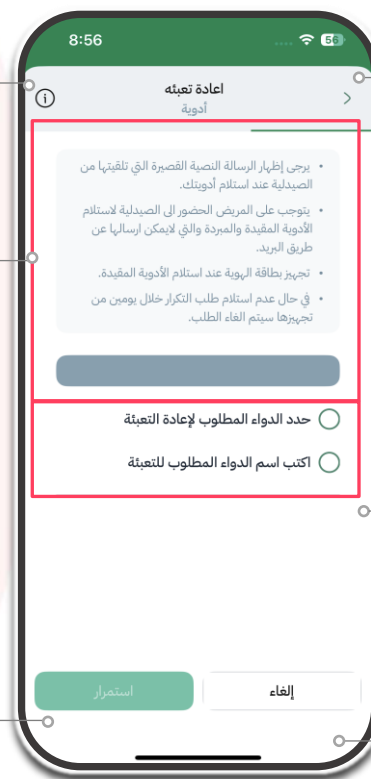 8:56
56
اعادة تعبئه
أدوية
• يرجى إظهار الرسالة النصية القصيرة التي تلقيتها من
الصيدلية عند استلام أدويتك.
• يتوجب على المريض الحضور الى الصيدلية لاستلام
الأدوية المقيدة والمبردة والتي لايمكن ارسالها عن
طريق البريد.
• تجهيز بطاقة الهوية عند استلام الأدوية المقيدة.
• في حال عدم استلام طلب التكرار خلال يومين من
تجهيزها سيتم الغاء الطلب.
حدد الدواء المطلوب لإعادة التعبئة
اكتب اسم الدواء المطلوب للتعبئة
إلغاء
استمرار